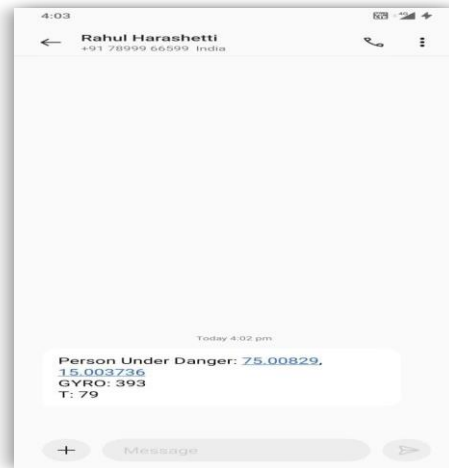 4:03
Rahul Harashetti
+91 78999 66599 India
Today 4:02 pm
Person Under Danger: 75.00829,
15.003736
GYRO: 393
T: 79
Message